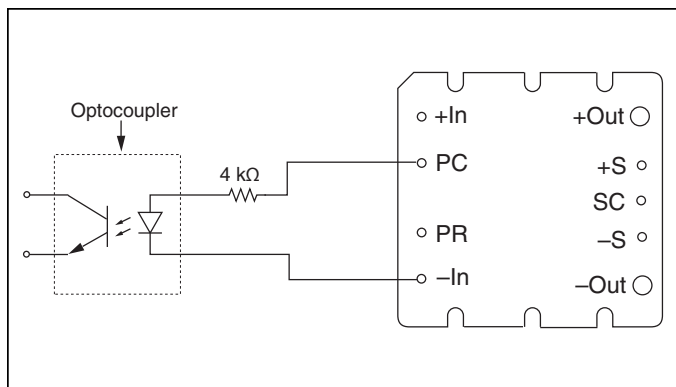 Optocoupler
4 kΩ
+In
PC
PR
–In
+Out
+S
SC
–S
–Out